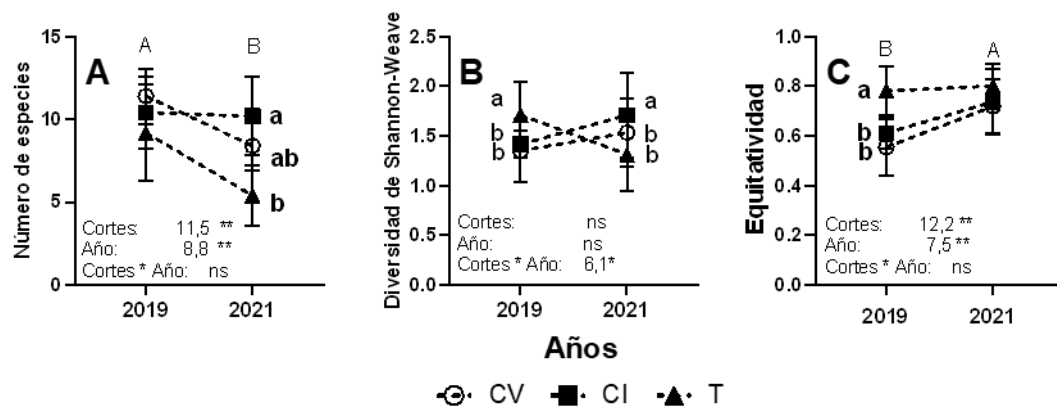 A
Número de especies
15
10
5
0
A
B
a
ab
b
Cortes: 11,5 **
Año: 8,8 **
Cortes * Año: ns
2019
2021
B
Diversidad de Shannon-Weave
2.5
2.0
1.5
1.0
0.5
0.0
a
b
b
a
b
b
Cortes: ns
Año: ns
Cortes * Año: 6,1*
2019
2021
C
Equitatividad
1.0
0.8
0.6
0.4
0.2
0.0
B
A
a
b
b
Cortes: 12,2 **
Año: 7,5 **
Cortes * Año: ns
2019
2021
Años
CV CI T